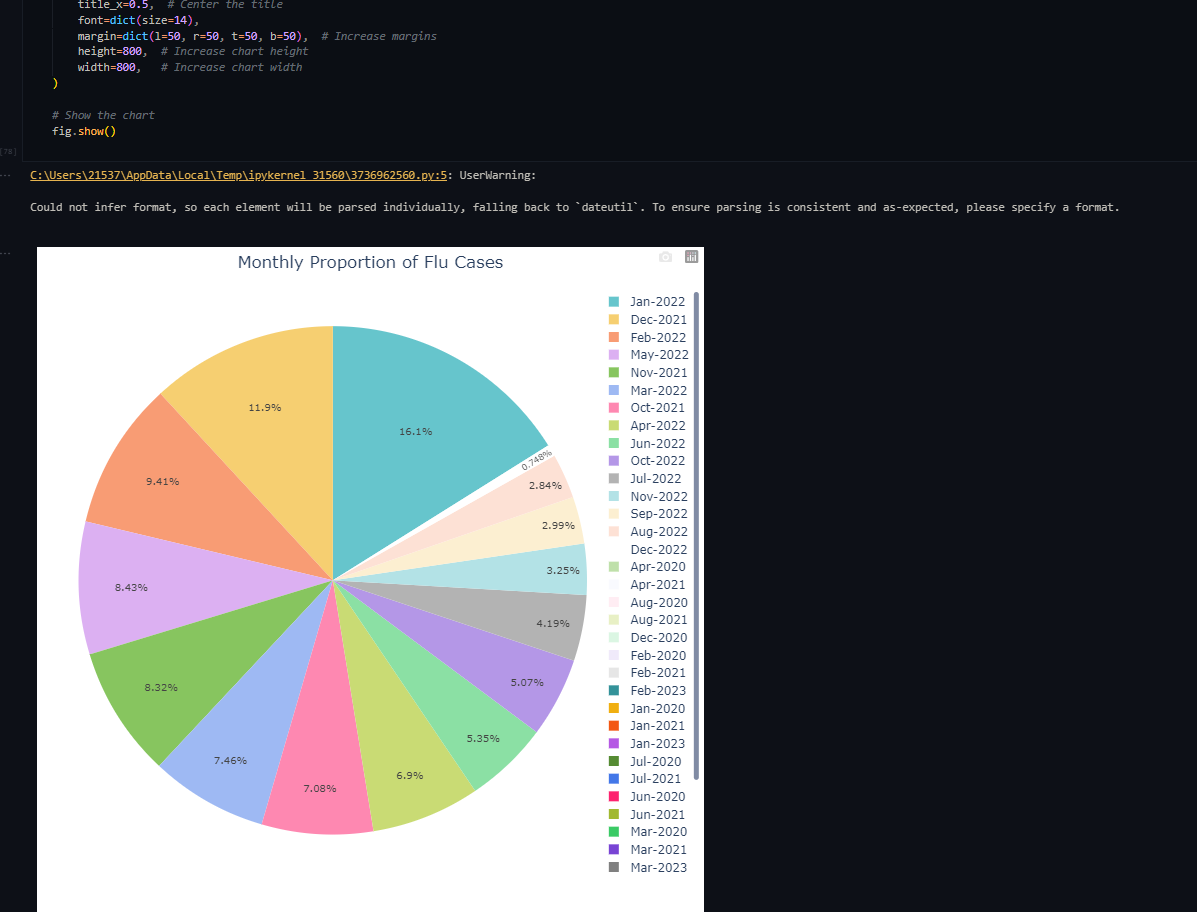 title_x=0.5,  # Center the title
font=dict(size=14),
margin=dict(l=50, r=50, t=50, b=50),  # Increase margins
height=800,  # Increase chart height
width=800,   # Increase chart width
)
# Show the chart
fig.show()
C:\Users\21537\AppData\Local\Temp\ipykernel_31560\3736962560.py:5: UserWarning:
Could not infer format, so each element will be parsed individually, falling back to `dateutil`. To ensure parsing is consistent and as-expected, please specify a format.
Monthly Proportion of Flu Cases
11.9%
16.1%
0.748%
9.41%
2.84%
2.99%
3.25%
8.43%
4.19%
8.32%
5.07%
5.35%
7.46%
6.9%
7.08%
Jan-2022
Dec-2021
Feb-2022
May-2022
Nov-2021
Mar-2022
Oct-2021
Apr-2022
Jun-2022
Oct-2022
Jul-2022
Nov-2022
Sep-2022
Aug-2022
Dec-2022
Apr-2020
Apr-2021
Aug-2020
Aug-2021
Dec-2020
Feb-2020
Feb-2021
Feb-2023
Jan-2020
Jan-2021
Jan-2023
Jul-2020
Jul-2021
Jun-2020
Jun-2021
Mar-2020
Mar-2021
Mar-2023